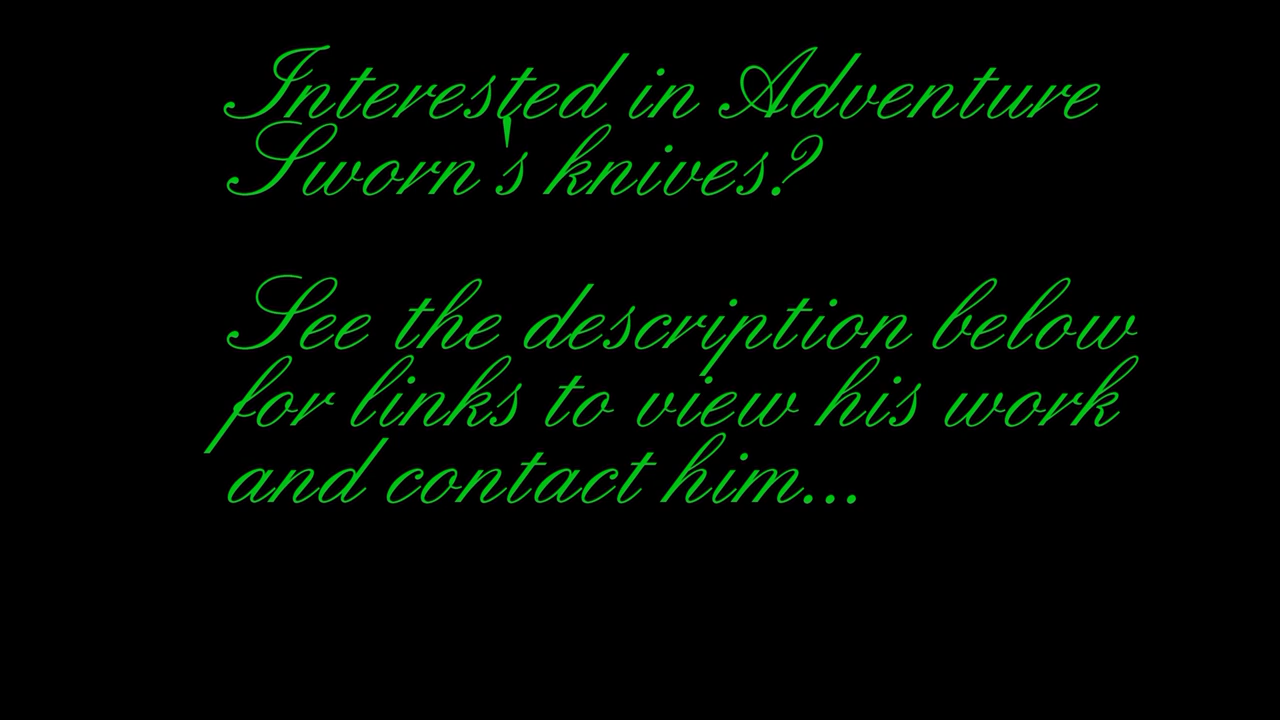 Interested in Adventure
Sworn's knives?
See the description below
for links to view his work
and contact him...